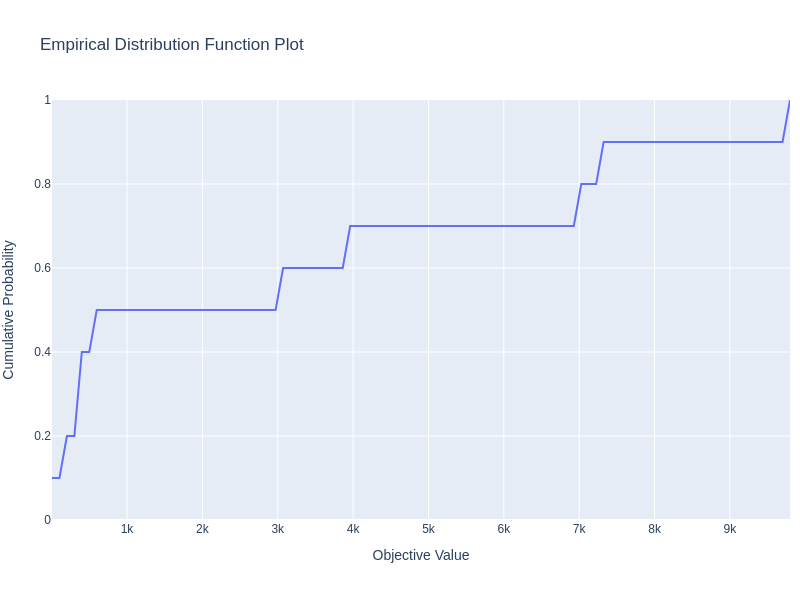 Empirical Distribution Function Plot
1
0.8
0.6
0.4
0.2
0
Cumulative Probability
1k 2k 3k 4k 5k 6k 7k 8k 9k
Objective Value